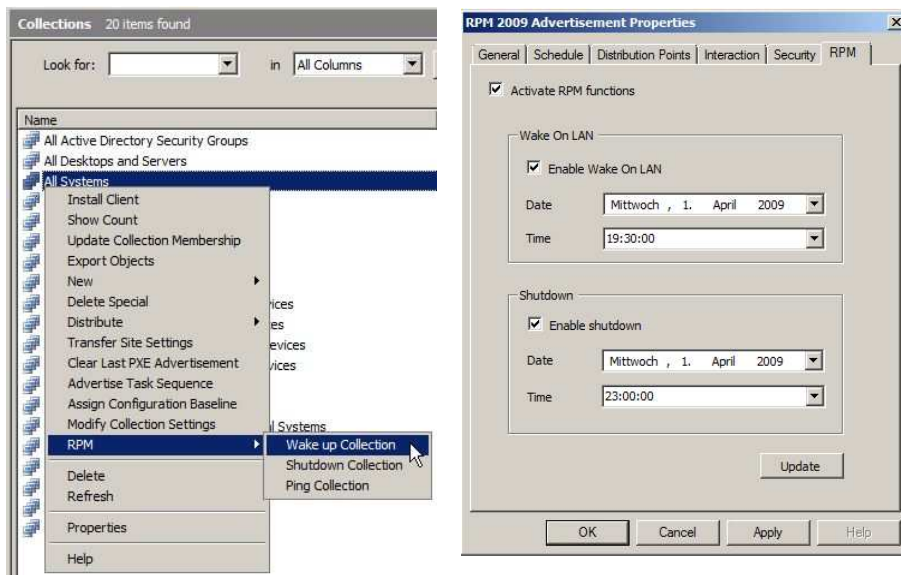 Collections 20 items found
Look for:
in All Columns
Name
All Active Directory Security Groups
All Desktops and Servers
All Systems
Install Client
Show Count
Update Collection Membership
Export Objects
New
Delete Special
Distribute
Transfer Site Settings
Clear Last PXE Advertisement
Advertise Task Sequence
Assign Configuration Baseline
Modify Collection Settings
RPM
Delete
Refresh
Properties
Help
Wake up Collection
Shutdown Collection
Ping Collection
RPM 2009 Advertisement Properties
General Schedule Distribution Points Interaction Security RPM
Activate RPM functions
Wake On LAN
Enable Wake On LAN
Date Mittwoch , 1. April 2009
Time 19:30:00
Shutdown
Enable shutdown
Date Mittwoch , 1. April 2009
Time 23:00:00
Update
OK Cancel Apply Help